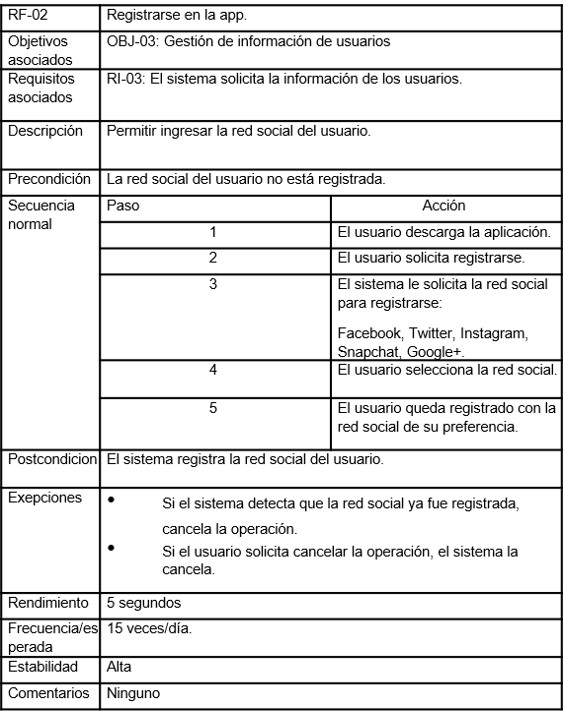 RF-02 Registrarse en la app.
Objetivos OBJ-03: Gestión de información de usuarios
asociados
Requisitos RI-03: El sistema solicita la información de los usuarios.
asociados
Descripción Permitir ingresar la red social del usuario.
Precondición La red social del usuario no está registrada.
Secuencia Paso Acción
normal
1 El usuario descarga la aplicación.
2 El usuario solicita registrarse.
3 El sistema le solicita la red social
para registrarse:
Facebook, Twitter, Instagram,
Snapchat, Google+.
4 El usuario selecciona la red social.
5 El usuario queda registrado con la
red social de su preferencia.
Postcondicion El sistema registra la red social del usuario.
Exepciones • Si el sistema detecta que la red social ya fue registrada,
cancela la operación.
• Si el usuario solicita cancelar la operación, el sistema la
cancela.
Rendimiento 5 segundos
Frecuencia/es 15 veces/día.
perada
Estabilidad Alta
Comentarios Ninguno